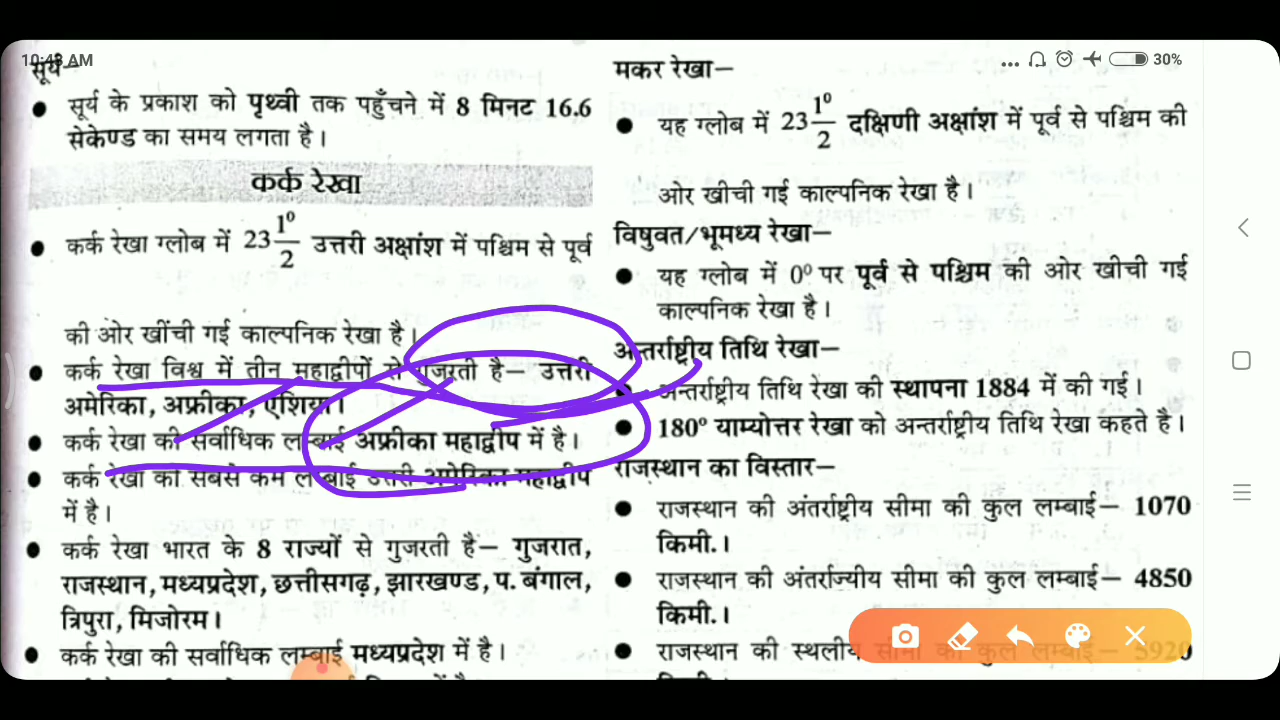 10:43 AM
30%
सूर्य–
● सूर्य के प्रकाश को पृथ्वी तक पहुँचने में 8 मिनट 16.6
सेकेण्ड का समय लगता है।
कर्क रेखा
● कर्क रेखा ग्लोब में 23 1⁰/2 उत्तरी अक्षांश में पश्चिम से पूर्व
की ओर खींची गई काल्पनिक रेखा है।
● कर्क रेखा विश्व में तीन महाद्वीपों से गुजरती है– उत्तरी
अमेरिका, अफ्रीका, एशिया।
● कर्क रेखा की सर्वाधिक लम्बाई अफ्रीका महाद्वीप में है।
● कर्क रेखा की सबसे कम लम्बाई उत्तरी अमेरिका महाद्वीप
में है।
● कर्क रेखा भारत के 8 राज्यों से गुजरती है– गुजरात,
राजस्थान, मध्यप्रदेश, छत्तीसगढ़, झारखण्ड, प. बंगाल,
त्रिपुरा, मिजोरम।
● कर्क रेखा की सर्वाधिक लम्बाई मध्यप्रदेश में है।
मकर रेखा–
● यह ग्लोब में 23 1⁰/2 दक्षिणी अक्षांश में पूर्व से पश्चिम की
ओर खीची गई काल्पनिक रेखा है।
विषुवत/भूमध्य रेखा–
● यह ग्लोब में 0⁰ पर पूर्व से पश्चिम की ओर खीची गई
काल्पनिक रेखा है।
अन्तर्राष्ट्रीय तिथि रेखा–
● अन्तर्राष्ट्रीय तिथि रेखा की स्थापना 1884 में की गई।
● 180⁰ याम्योत्तर रेखा को अन्तर्राष्ट्रीय तिथि रेखा कहते है।
राजस्थान का विस्तार–
● राजस्थान की अंतर्राष्ट्रीय सीमा की कुल लम्बाई– 1070
किमी.।
● राजस्थान की अंतर्राज्यीय सीमा की कुल लम्बाई– 4850
किमी.।
● राजस्थान की स्थलीय सीमा की कुल लम्बाई– 5920